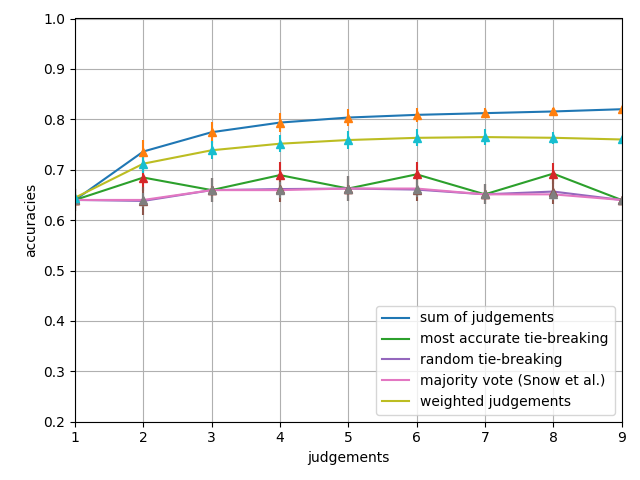 1.0
0.9
0.8
0.7
0.6
0.5
0.4
0.3
0.2
accuracies
sum of judgements
most accurate tie-breaking
random tie-breaking
majority vote (Snow et al.)
weighted judgements
1 2 3 4 5 6 7 8 9
judgements